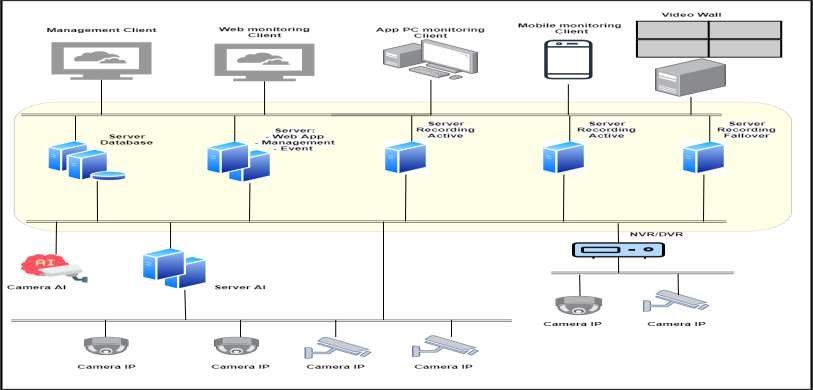 Management Client
Web monitoring
Client
App PC monitoring
Client
Mobile monitoring
Client
Video Wall
Server
Database
Server:
- Web App
- Management
- Event
Server
Recording
Active
Server
Recording
Active
Server
Recording
Failover
AI
Camera AI
Server AI
NVR/DVR
Camera IP
Camera IP
Camera IP
Camera IP
Camera IP
Camera IP